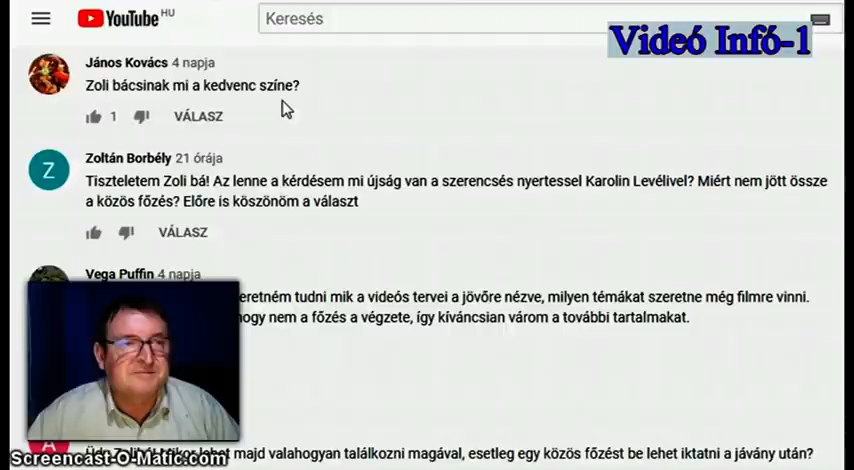 YouTube HU
Keresés
Videó Infó-1
János Kovács 4 napja
Zoli bácsinak mi a kedvenc színe?
1 VÁLASZ
Z
Zoltán Borbély 21 órája
Tiszteletem Zoli bá! Az lenne a kérdésem mi újság van a szerencsés nyertessel Karolin Levélivel? Miért nem jött össze
a közös főzés? Előre is köszönöm a választ
VÁLASZ
Vega Puffin 4 napja
eretném tudni mik a videós tervei a jövőre nézve, milyen témákat szeretne még filmre vinni.
hogy nem a főzés a végzete, így kíváncsian várom a további tartalmakat.
majd valahogyan találkozni magával, esetleg egy közös főzést be lehet iktatni a járvány után?
Screencast-O-Matic.com